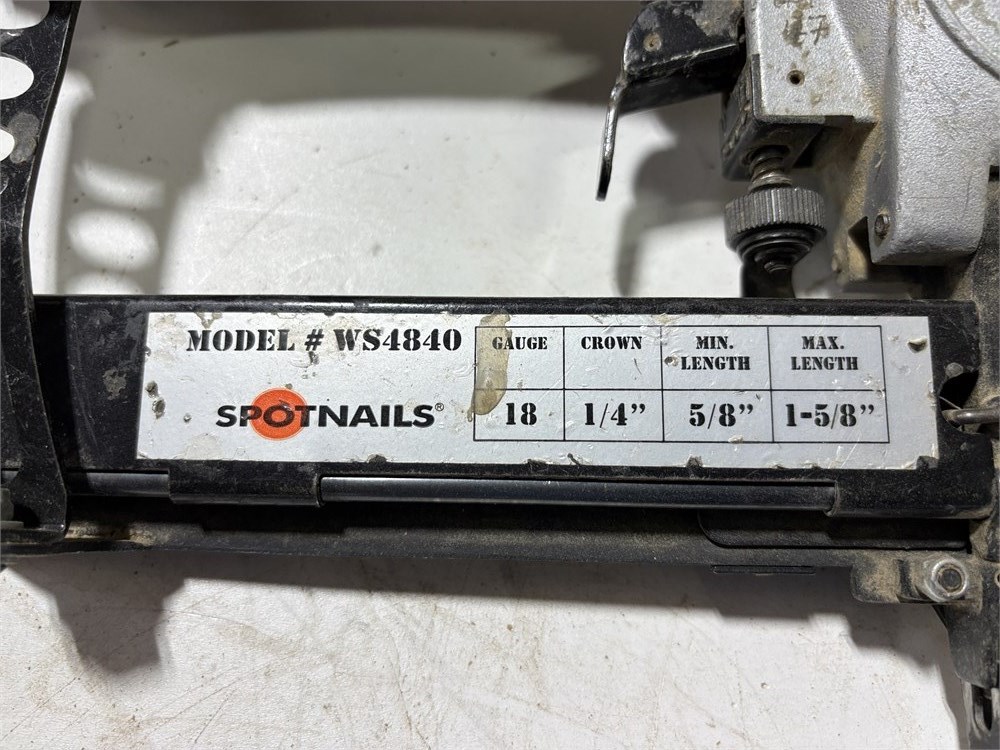 MODEL # WS4840
SPOTNAILS®
GAUGE CROWN MIN. LENGTH MAX. LENGTH
18 1/4” 5/8” 1-5/8”